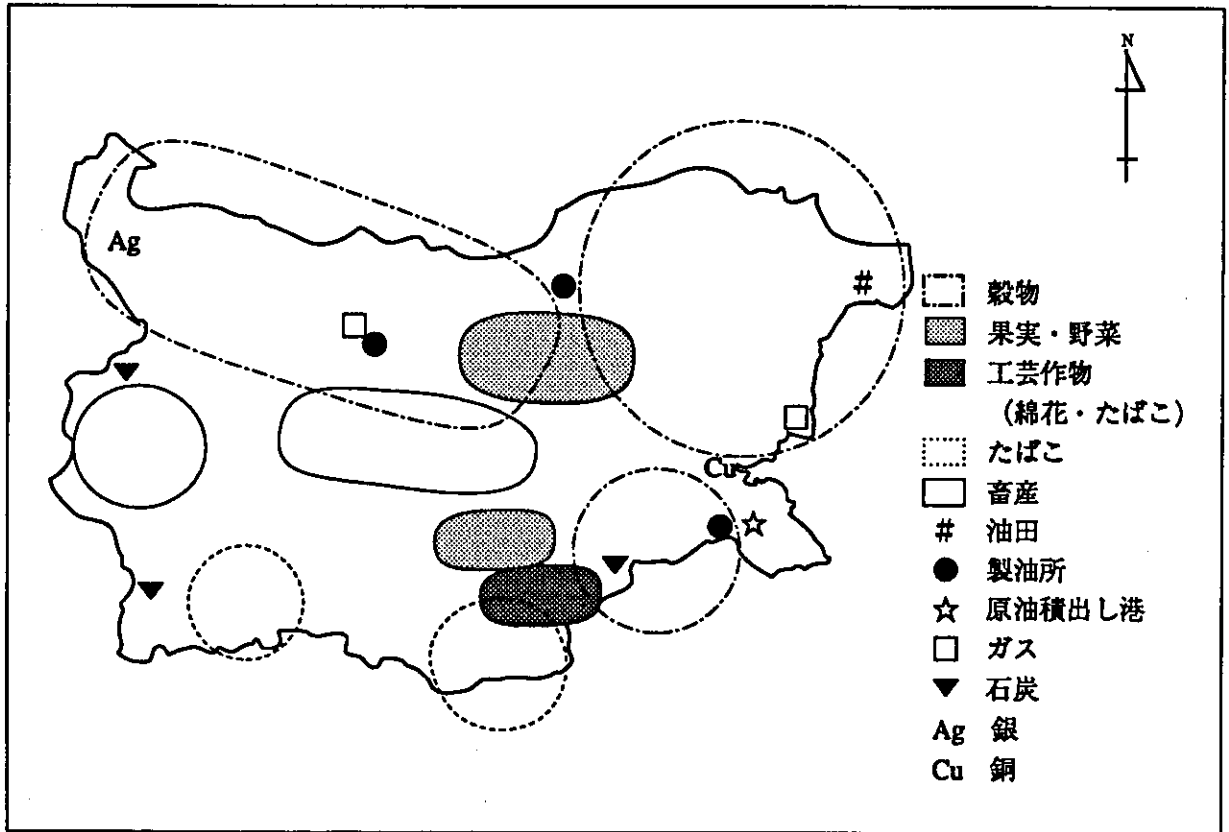 N
Ag
Cu
穀物
果実・野菜
工芸作物
(綿花・たばこ)
たばこ
畜産
# 油田
製油所
原油積出し港
ガス
石炭
Ag 銀
Cu 銅
#